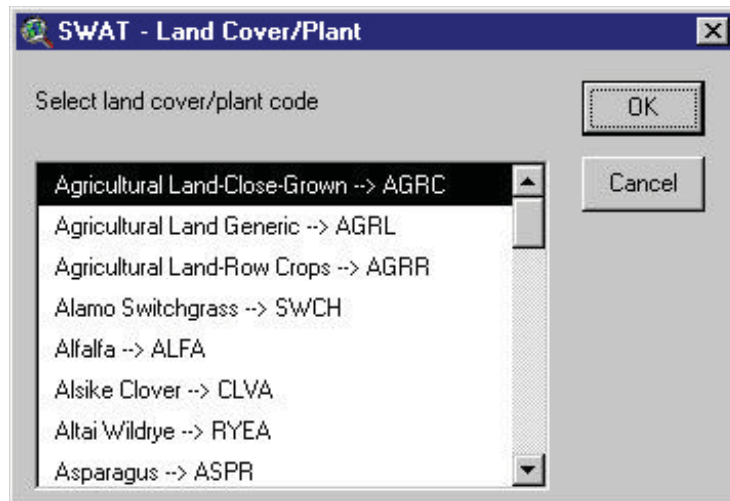 SWAT - Land Cover/Plant
Select land cover/plant code
OK
Cancel
Agricultural Land-Close-Grown --> AGRC
Agricultural Land Generic --> AGRL
Agricultural Land-Row Crops --> AGRR
Alamo Switchgrass --> SWCH
Alfalfa --> ALFA
Alsike Clover --> CLVA
Altai Wildrye --> RYEA
Asparagus --> ASPR